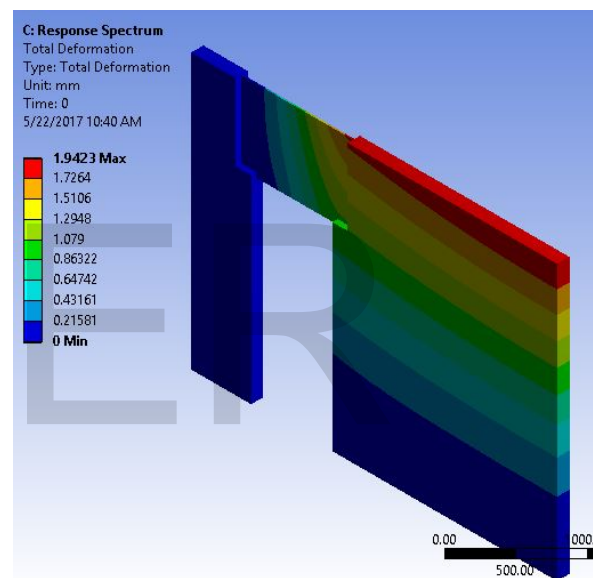 C: Response Spectrum
Total Deformation
Type: Total Deformation
Unit: mm
Time: 0
5/22/2017 10:40 AM
1.9423 Max
1.7264
1.5106
1.2948
1.079
0.86322
0.64742
0.43161
0.21581
0 Min
ER
0.00
500.00